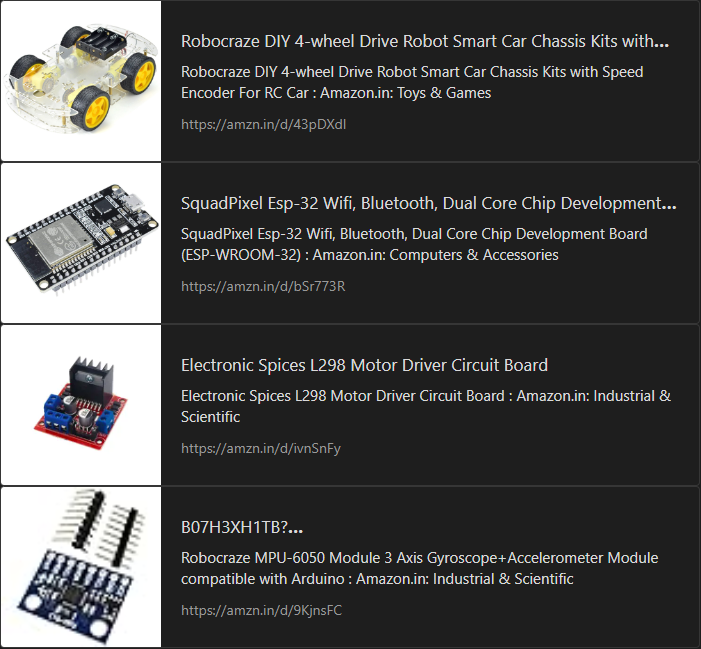 Robocraze DIY 4-wheel Drive Robot Smart Car Chassis Kits with...
Robocraze DIY 4-wheel Drive Robot Smart Car Chassis Kits with Speed
Encoder For RC Car : Amazon.in: Toys & Games
https://amzn.in/d/43pDXdl
SquadPixel Esp-32 Wifi, Bluetooth, Dual Core Chip Development...
SquadPixel Esp-32 Wifi, Bluetooth, Dual Core Chip Development Board
(ESP-WROOM-32) : Amazon.in: Computers & Accessories
https://amzn.in/d/bSr773R
Electronic Spices L298 Motor Driver Circuit Board
Electronic Spices L298 Motor Driver Circuit Board : Amazon.in: Industrial &
Scientific
https://amzn.in/d/ivnSnFy
B07H3XH1TB?...
Robocraze MPU-6050 Module 3 Axis Gyroscope+Accelerometer Module
compatible with Arduino : Amazon.in: Industrial & Scientific
https://amzn.in/d/9KjnsFC